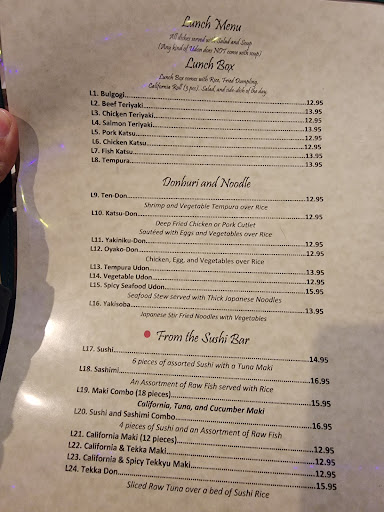 Lunch Menu
All dishes served with Salad and Soup
(Any kind of Udon does NOT come with soup)
Lunch Box
Lunch Box comes with Rice, Fried Dumpling,
California Roll (3 pcs), Salad, and side dish of the day.
L1. Bulgogi.....12.95
L2. Beef Teriyaki.....13.95
L3. Chicken Teriyaki.....12.95
L4. Salmon Teriyaki.....13.95
L5. Pork Katsu.....12.95
L6. Chicken Katsu.....12.95
L7. Fish Katsu.....13.95
L8. Tempura.....13.95
Donburi and Noodle
L9. Ten-Don.....12.95
Shrimp and Vegetable Tempura over Rice
L10. Katsu-Don.....12.95
Deep Fried Chicken or Pork Cutlet
Sautéed with Eggs and Vegetables over Rice
L11. Yakiniku-Don.....12.95
L12. Oyako-Don.....12.95
Chicken, Egg, and Vegetables over Rice
L13. Tempura Udon.....13.95
L14. Vegetable Udon.....12.95
L15. Spicy Seafood Udon.....15.95
Seafood Stew served with Thick Japanese Noodles
L16. Yakisoba.....13.95
Japanese Stir Fried Noodles with Vegetables
From the Sushi Bar
L17. Sushi.....14.95
6 pieces of assorted Sushi with a Tuna Maki
L18. Sashimi.....16.95
An Assortment of Raw Fish served with Rice
L19. Maki Combo (18 pieces).....15.95
California, Tuna, and Cucumber Maki
L20. Sushi and Sashimi Combo.....16.95
4 pieces of Sushi and an Assortment of Raw Fish
L21. California Maki (12 pieces).....12.95
L22. California & Tekka Maki.....12.95
L23. California & Spicy Tekkyu Maki.....12.95
L24. Tekka Don.....15.95
Sliced Raw Tuna over a bed of Sushi Rice